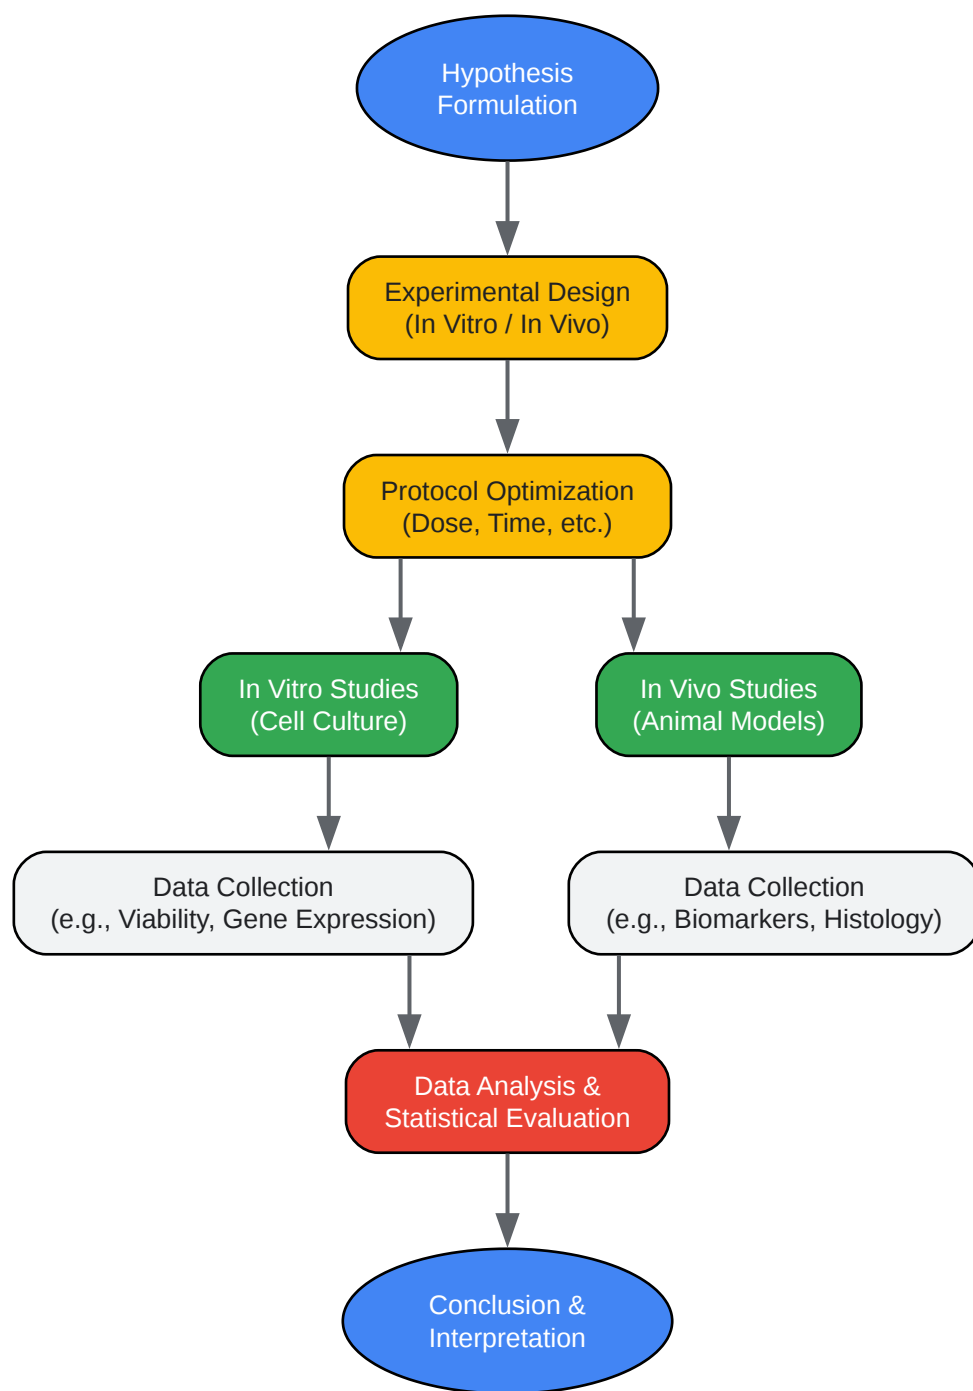 Hypothesis
Formulation
Experimental Design
(In Vitro / In Vivo)
Protocol Optimization
(Dose, Time, etc.)
In Vitro Studies
(Cell Culture)
In Vivo Studies
(Animal Models)
Data Collection
(e.g., Viability, Gene Expression)
Data Collection
(e.g., Biomarkers, Histology)
Data Analysis &
Statistical Evaluation
Conclusion &
Interpretation